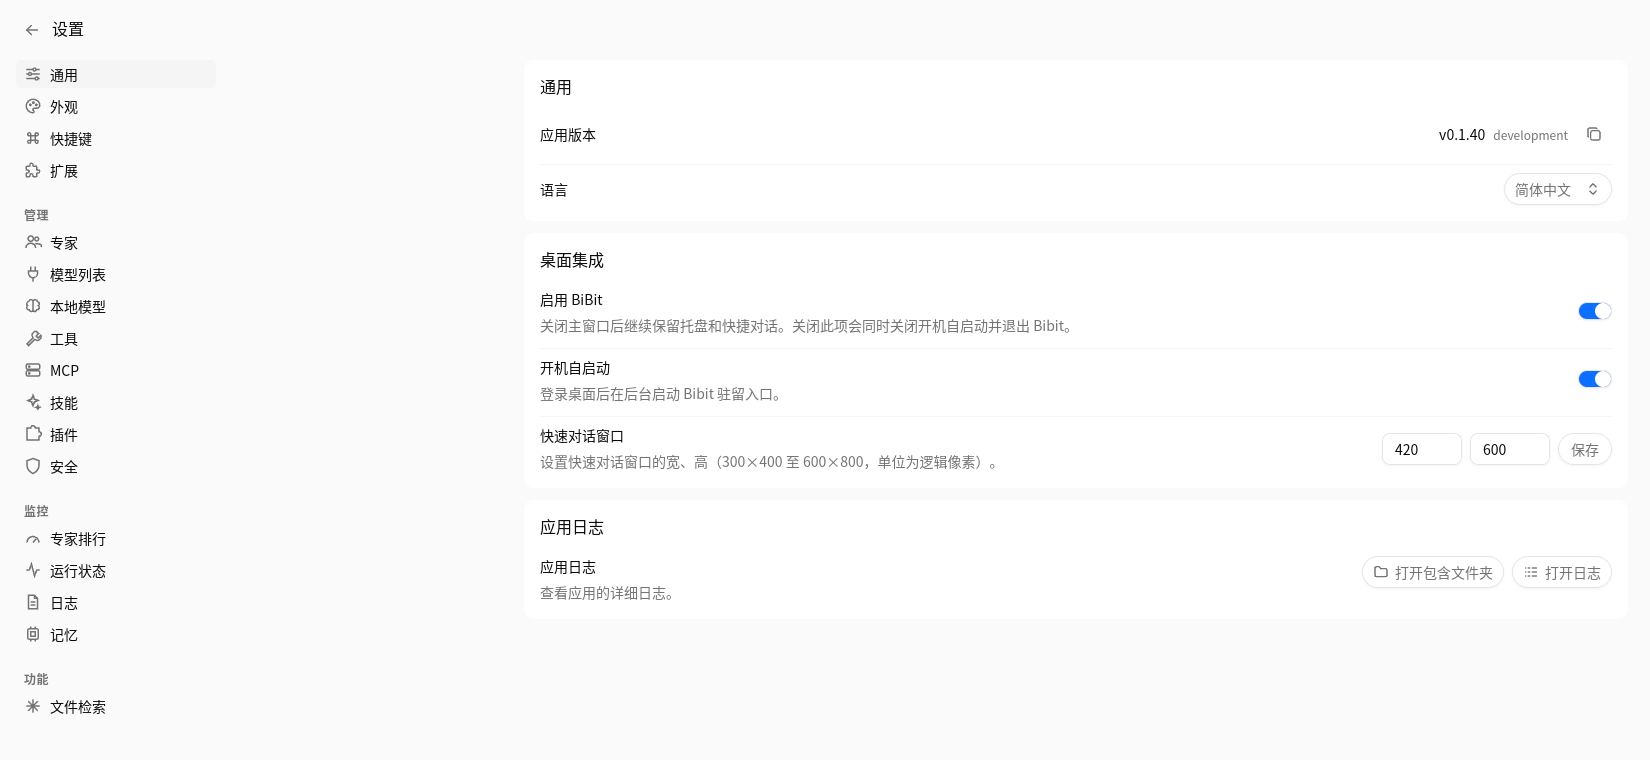 设置
通用
外观
快捷键
扩展
管理
专家
模型列表
本地模型
工具
MCP
技能
插件
安全
监控
专家排行
运行状态
日志
记忆
功能
文件检索
通用
应用版本
v0.1.40 development
语言
简体中文
桌面集成
启用 BiBit
关闭主窗口后继续保留托盘和快捷对话。关闭此项会同时关闭开机自启动并退出 Bibit。
开机自启动
登录桌面后在后台启动 Bibit 驻留入口。
快速对话窗口
设置快速对话窗口的宽、高（300×400 至 600×800，单位为逻辑像素）。
420 600 保存
应用日志
应用日志
查看应用的详细日志。
打开包含文件夹 打开日志